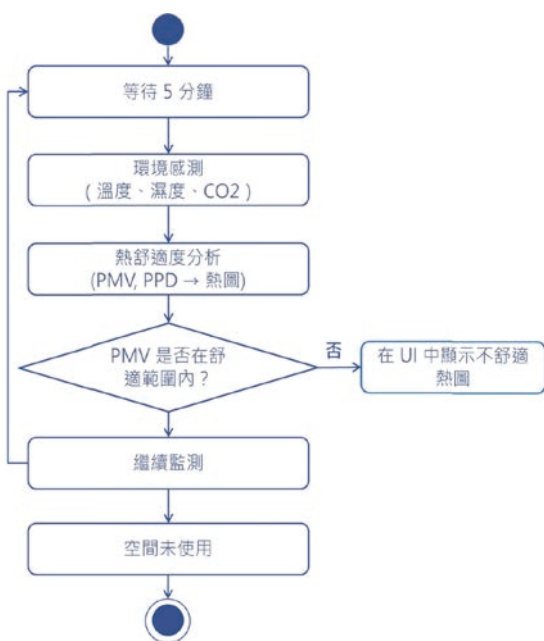 等待 5 分鐘
環境感測
( 溫度、濕度、CO2 )
熱舒適度分析
(PMV, PPD → 熱圖)
PMV 是否在舒
適範圍內？
否
在 UI 中顯示不舒適
熱圖
繼續監測
空間未使用